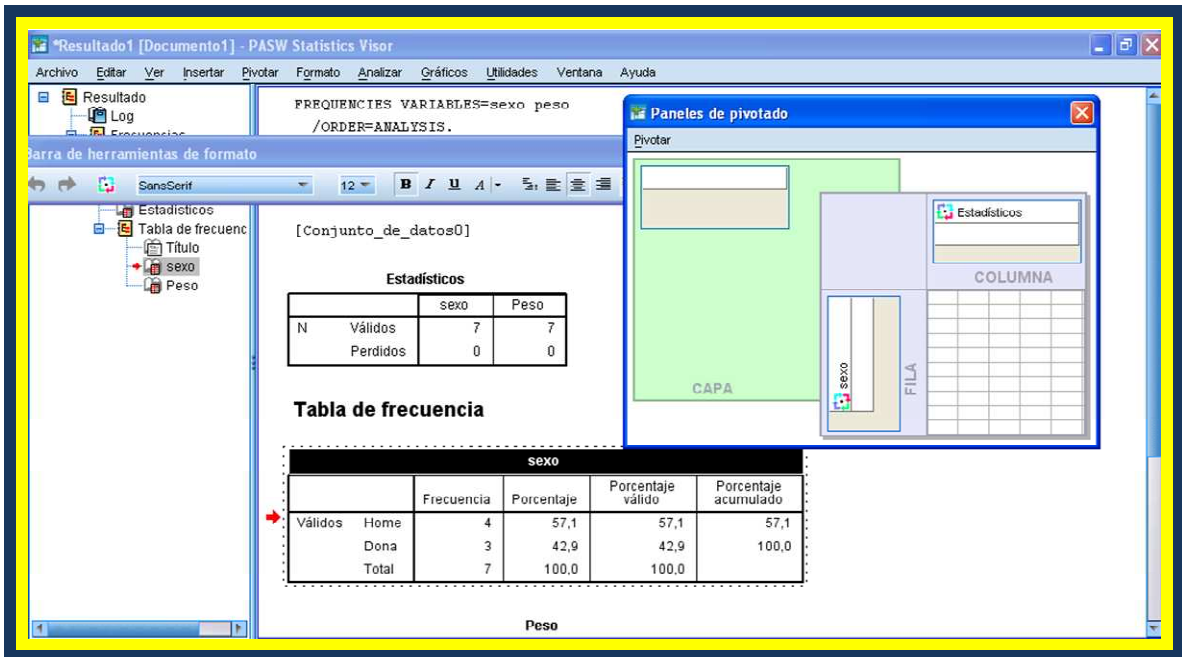 *Resultado1 [Documento1] - PASW Statistics Visor
Archivo Editar Ver Insertar Pivotar Formato Analizar Gráficos Utilidades Ventana Ayuda
Resultado
Log
Frecuencias
Barra de herramientas de formato
SansSerif 12 B I U A
Estadísticos
Tabla de frecuenc
Título
sexo
Peso
FREQUENCIES VARIABLES=sexo peso
/ORDER=ANALYSIS.
[Conjunto_de_datos0]
Estadísticos
sexo Peso
N Válidos 7 7
Perdidos 0 0
Tabla de frecuencia
sexo
Frecuencia Porcentaje Porcentaje válido Porcentaje acumulado
Válidos Home 4 57,1 57,1 57,1
Dona 3 42,9 42,9 100,0
Total 7 100,0 100,0
Peso
Paneles de pivotado
Pivotar
Estadísticos
COLUMNA
CAPA
sexo
FILA